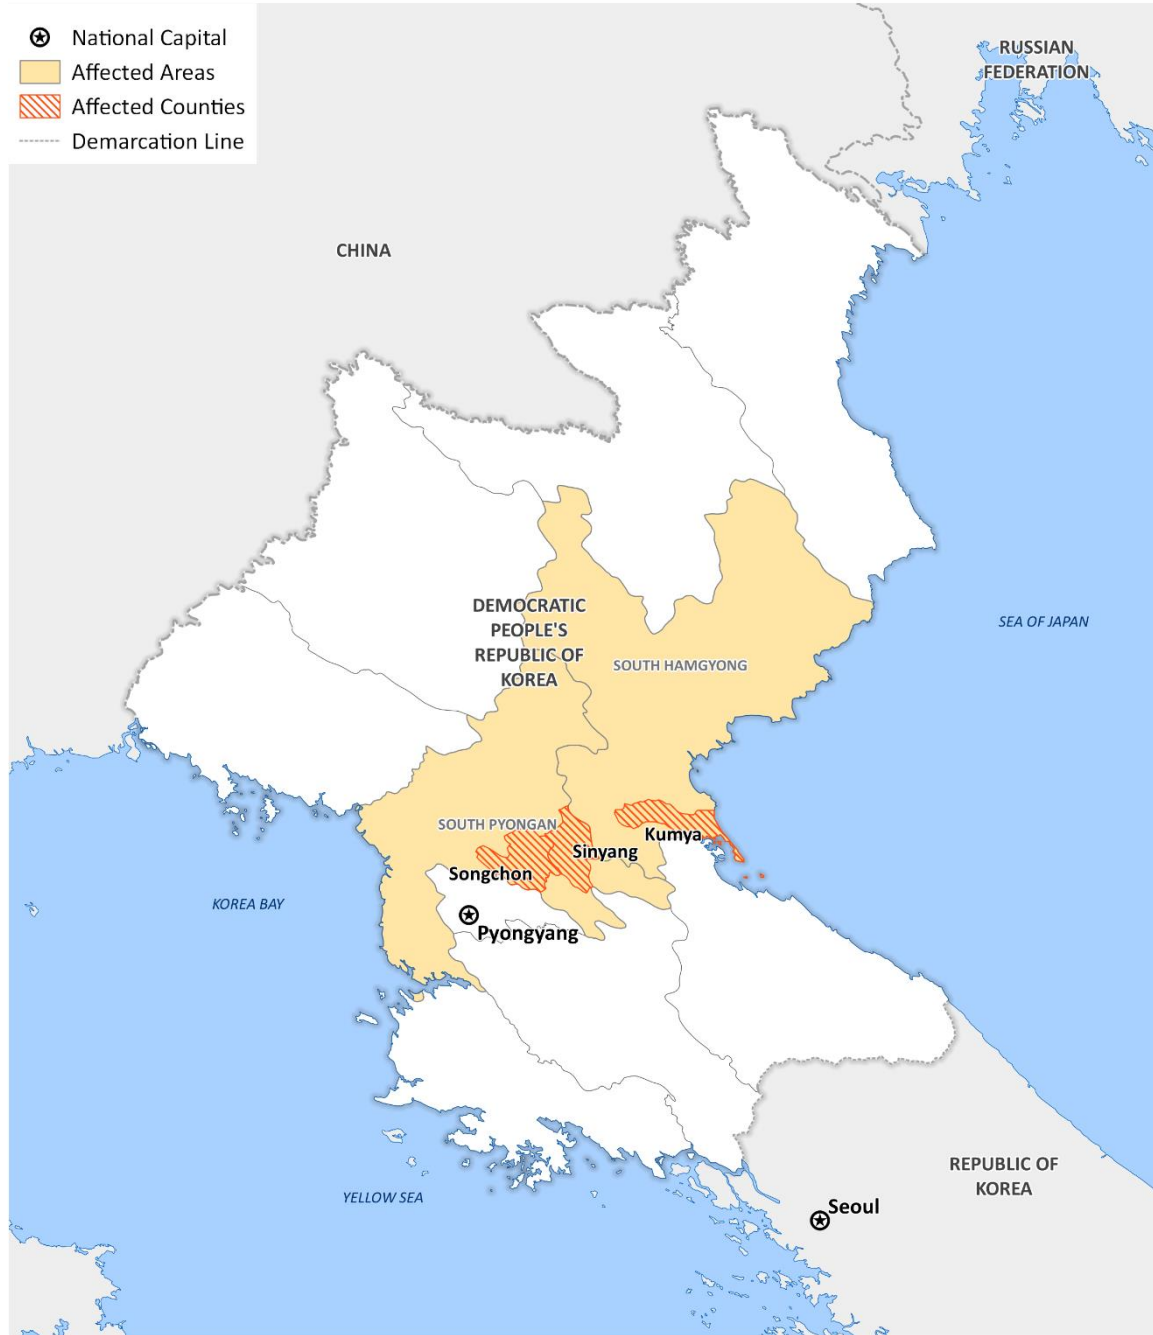 National Capital
Affected Areas
Affected Counties
Demarcation Line
RUSSIAN
FEDERATION
CHINA
DEMOCRATIC
PEOPLE'S
REPUBLIC OF
KOREA
SEA OF JAPAN
SOUTH HAMGYONG
SOUTH PYONGAN
Kumya
Sinyang
Songchon
KOREA BAY
Pyongyang
REPUBLIC OF
KOREA
YELLOW SEA
Seoul